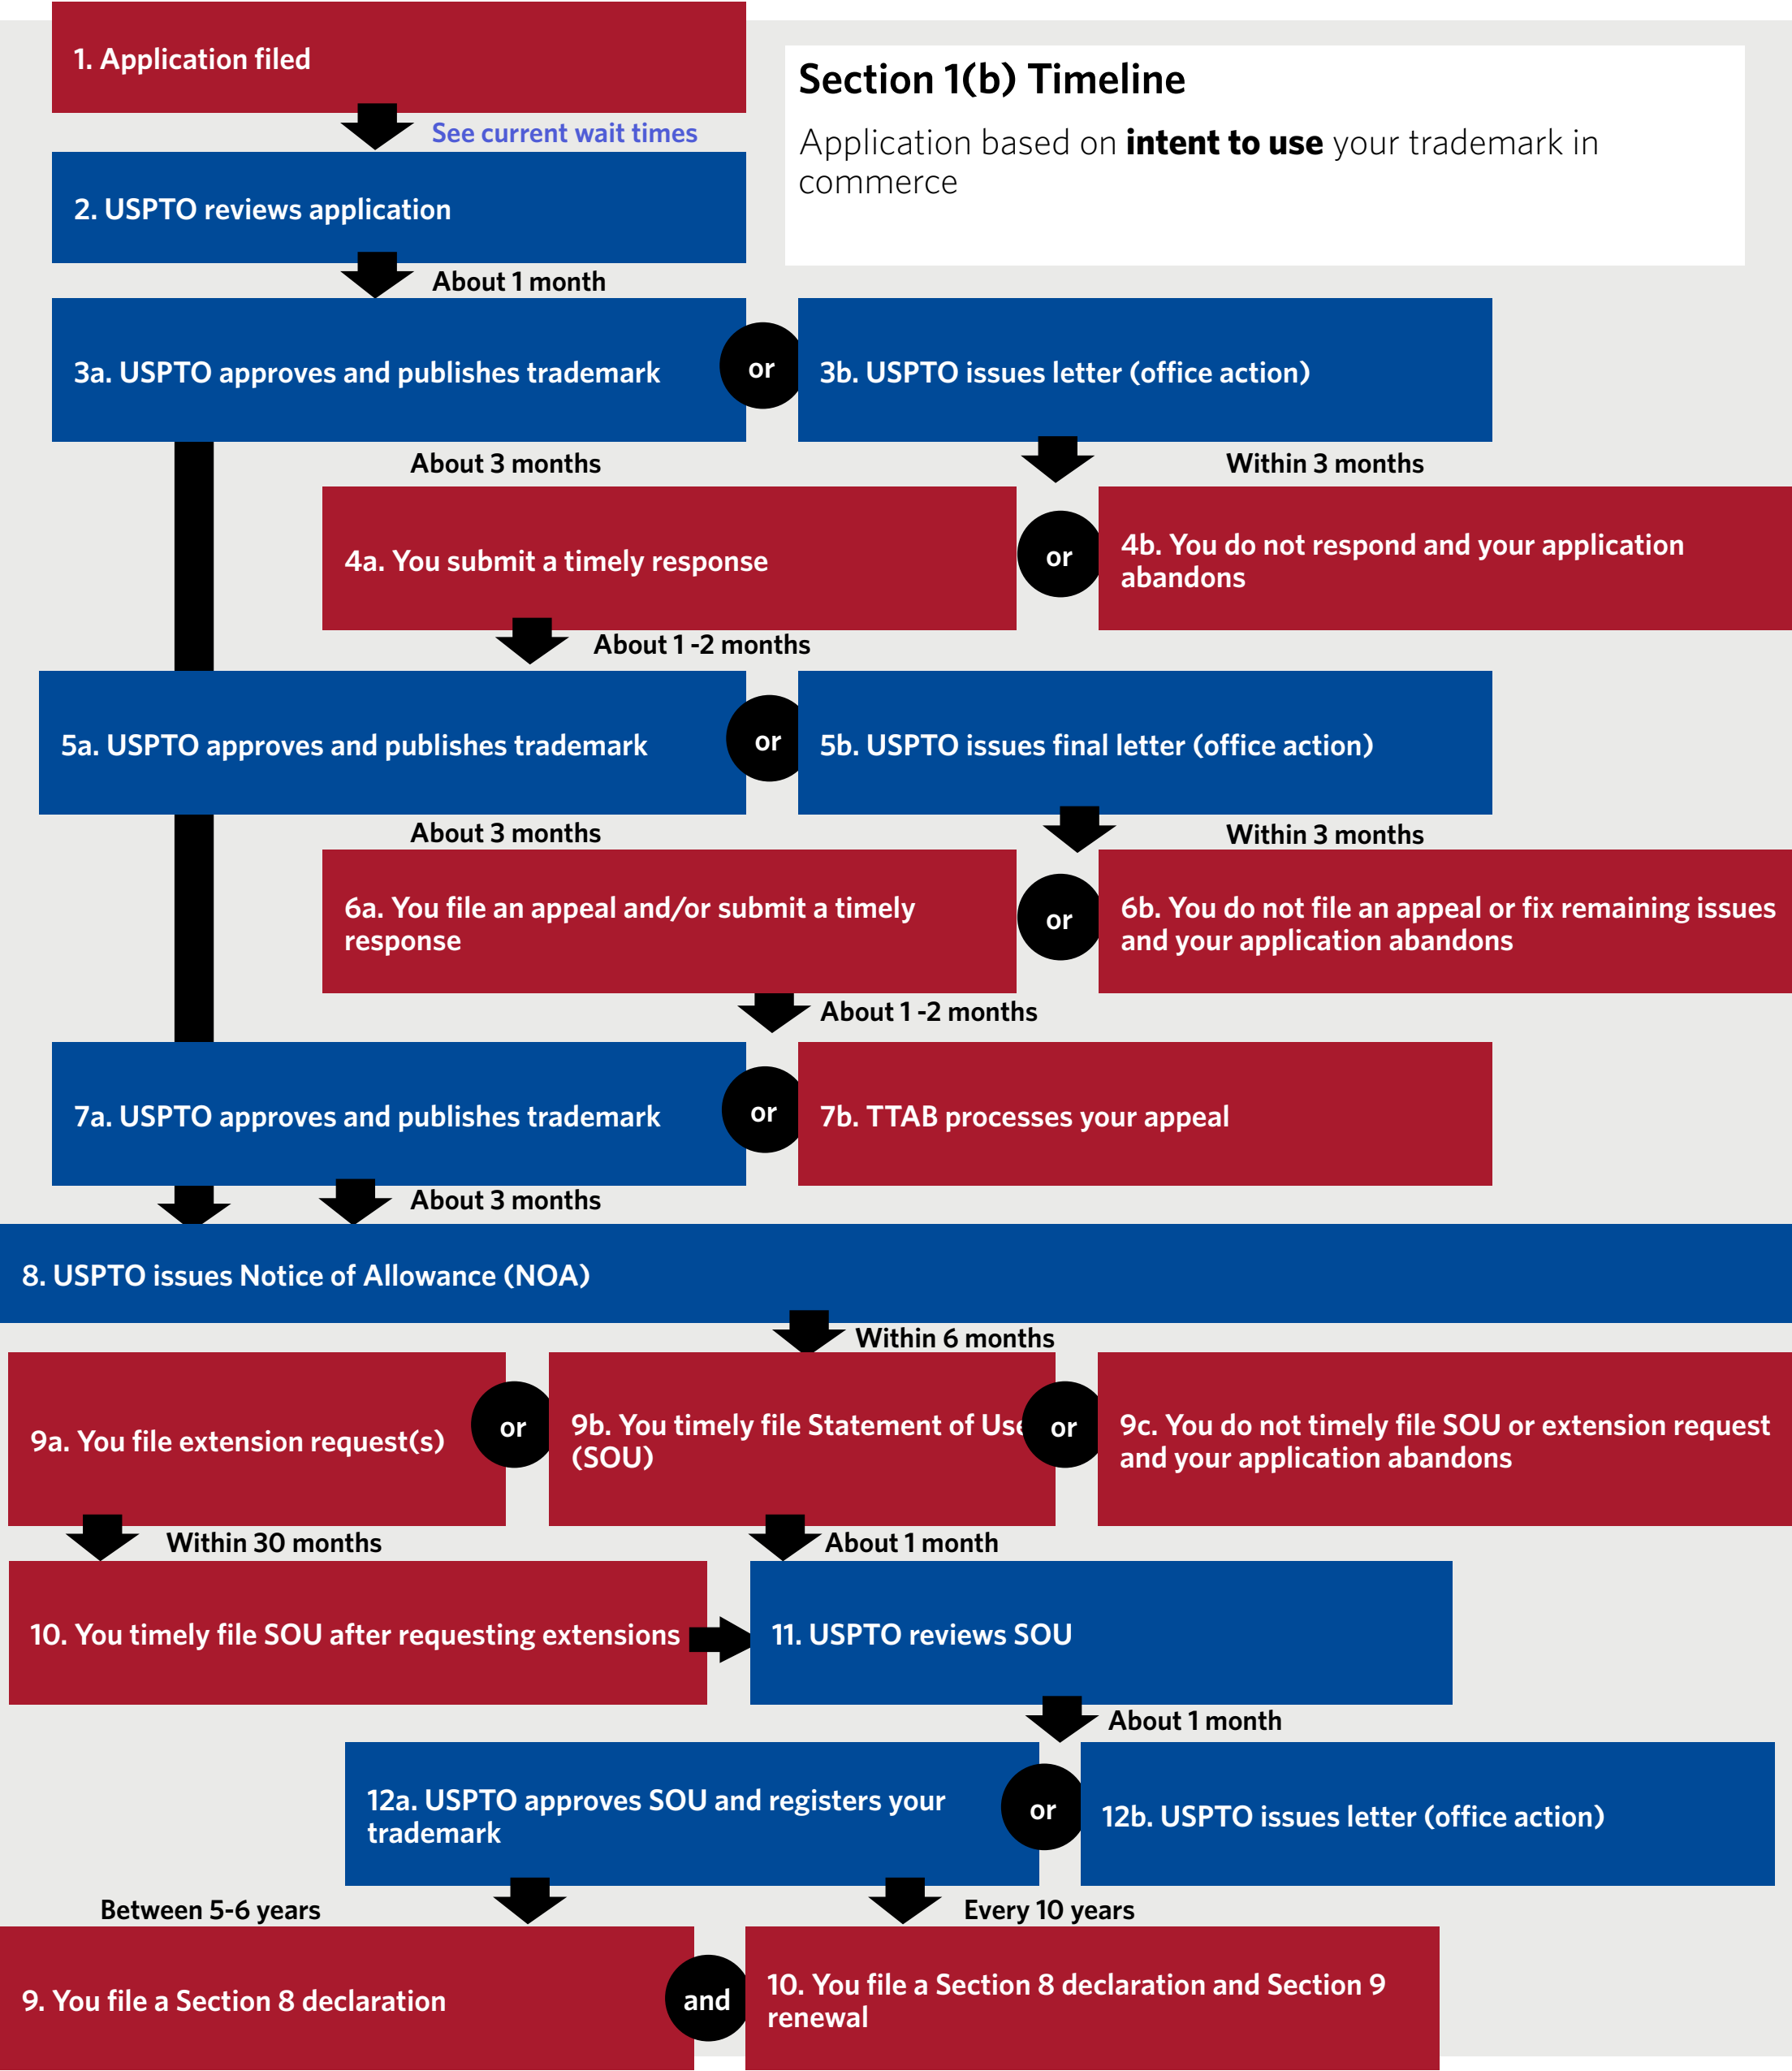 1. Application filed
Section 1(b) Timeline
Application based on intent to use your trademark in
commerce
See current wait times
2. USPTO reviews application
About 1 month
3a. USPTO approves and publishes trademark
or
3b. USPTO issues letter (office action)
About 3 months
Within 3 months
4a. You submit a timely response
or
4b. You do not respond and your application
abandons
About 1 -2 months
5a. USPTO approves and publishes trademark
or
5b. USPTO issues final letter (office action)
About 3 months
Within 3 months
6a. You file an appeal and/or submit a timely
response
or
6b. You do not file an appeal or fix remaining issues
and your application abandons
About 1 -2 months
7a. USPTO approves and publishes trademark
or
7b. TTAB processes your appeal
About 3 months
8. USPTO issues Notice of Allowance (NOA)
Within 6 months
9a. You file extension request(s)
or
9b. You timely file Statement of Use
(SOU)
or
9c. You do not timely file SOU or extension request
and your application abandons
Within 30 months
About 1 month
10. You timely file SOU after requesting extensions
11. USPTO reviews SOU
About 1 month
12a. USPTO approves SOU and registers your
trademark
or
12b. USPTO issues letter (office action)
Between 5-6 years
Every 10 years
9. You file a Section 8 declaration
and
10. You file a Section 8 declaration and Section 9
renewal